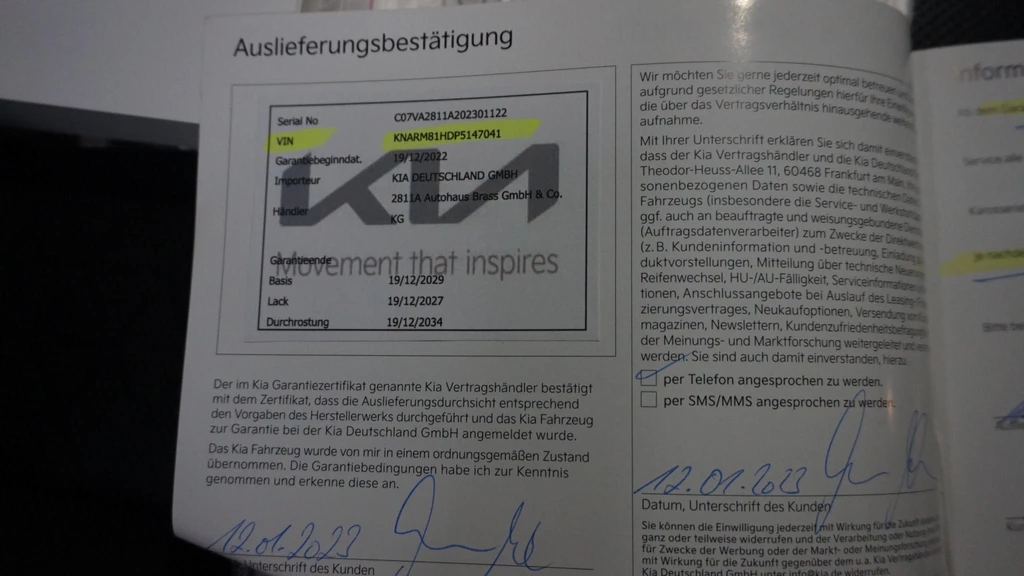 Auslieferungsbestätigung
Serial No C07VA2811A202301122
VIN KNARM81HDP5147041
Garantiebeginndat. 19/12/2022
Importeur KIA DEUTSCHLAND GMBH
2811A Autohaus Brass GmbH & Co.
Händler KG
KIA
Movement that inspires
Garantieende
Basis 19/12/2029
Lack 19/12/2027
Durchrostung 19/12/2034
Der im Kia Garantiezertifikat genannte Kia Vertragshändler bestätigt
mit dem Zertifikat, dass die Auslieferungsdurchsicht entsprechend
den Vorgaben des Herstellerwerks durchgeführt und das Kia Fahrzeug
zur Garantie bei der Kia Deutschland GmbH angemeldet wurde.
Das Kia Fahrzeug wurde von mir in einem ordnungsgemäßen Zustand
übernommen. Die Garantiebedingungen habe ich zur Kenntnis
genommen und erkenne diese an.
12.01.2023
Unterschrift des Kunden
Wir möchten Sie gerne jederzeit optimal betreuen
aufgrund gesetzlicher Regelungen hierfür Ihre
die über das Vertragsverhältnis hinausgehende
aufnahme.
Mit Ihrer Unterschrift erklären Sie sich damit
dass der Kia Vertragshändler und die Kia
Theodor-Heuss-Allee 11, 60468 Frankfurt am Main,
sonenbezogenen Daten sowie die technischen
Fahrzeugs (insbesondere die Service- und
ggf. auch an beauftragte und weisungsgebundene
(Auftragsdatenverarbeiter) zum Zwecke der
(z. B. Kundeninformation und -betreuung, Einladung
duktvorstellungen, Mitteilung über technische
Reifenwechsel, HU-/AU-Fälligkeit, Serviceinformationen
tionen, Anschlussangebote bei Auslauf des
zierungsvertrages, Neukaufoptionen, Versendung
magazinen, Newslettern, Kundenzufriedenheitsbefragung
der Meinungs- und Marktforschung weitergeleitet und
werden. Sie sind auch damit einverstanden, hierzu
per Telefon angesprochen zu werden.
per SMS/MMS angesprochen zu werden.
12.01.2023
Datum, Unterschrift des Kunden
Sie können die Einwilligung jederzeit mit Wirkung für die Zukunft
ganz oder teilweise widerrufen und der Verarbeitung oder
für Zwecke der Werbung oder der Markt- oder
mit Wirkung für die Zukunft gegenüber dem u.a. Kia
Kia Deutschland GmbH unter info@kia.de widerrufen.